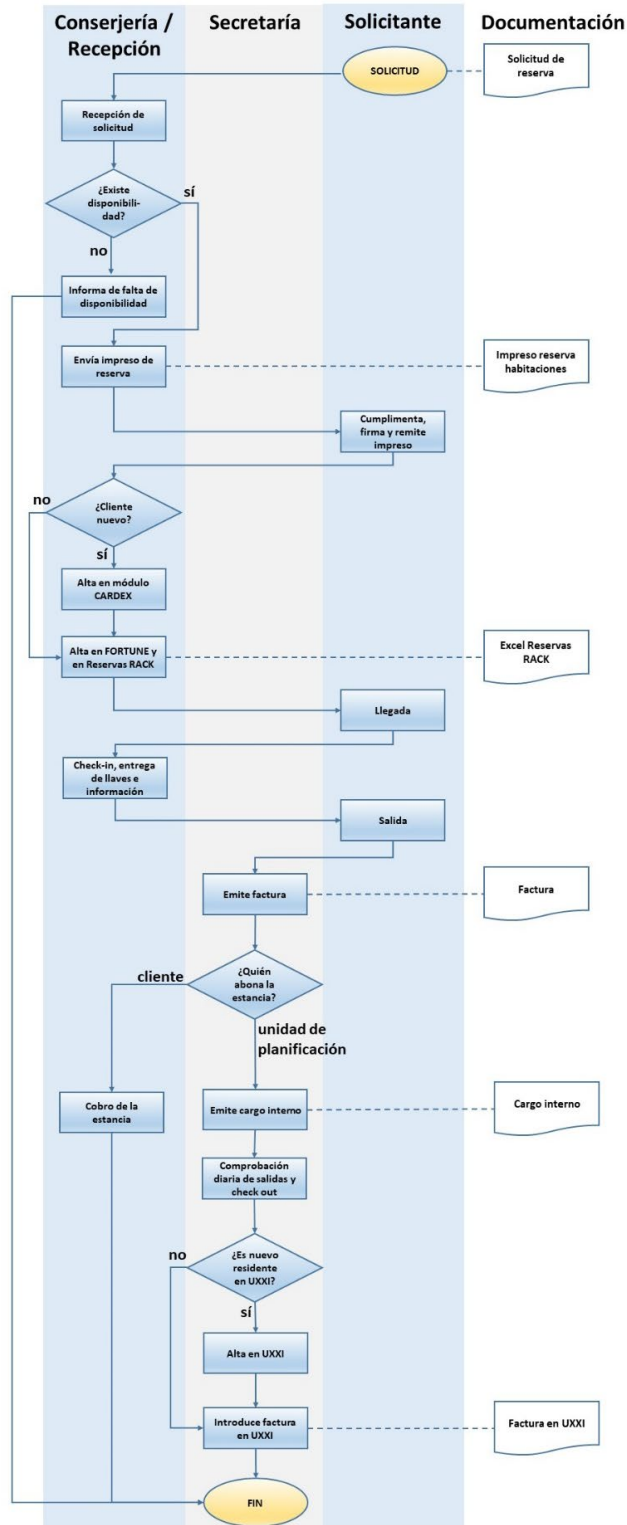 Conserjería /
Recepción
Secretaría
Solicitante
Documentación
SOLICITUD
Solicitud de
reserva
Recepción de
solicitud
¿Existe
disponibili-
dad?
sí
no
Informa de falta de
disponibilidad
Envía impreso de
reserva
Impreso reserva
habitaciones
Cumplimenta,
firma y remite
impreso
no
¿Cliente
nuevo?
sí
Alta en módulo
CARDEX
Alta en FORTUNE y
en Reservas RACK
Excel Reservas
RACK
Llegada
Check-in, entrega
de llaves e
información
Salida
Emite factura
Factura
cliente
¿Quién
abona la
estancia?
unidad de
planificación
Cobro de la
estancia
Emite cargo interno
Cargo interno
Comprobación
diaria de salidas y
check out
no
¿Es nuevo
residente
en UXXI?
sí
Alta en UXXI
Introduce factura
en UXXI
Factura en UXXI
FIN